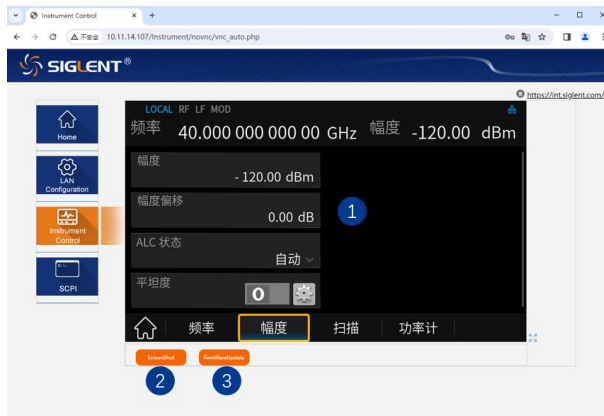 Instrument Control
不安全 10.11.14.107/Instrument/novnc/vnc_auto.php
SIGLENT®
https://int.siglent.com/
Home
LAN
Configuration
Instrument
Control
SCPI
LOCAL RF LF MOD
频率 40.000 000 000 00 GHz 幅度 -120.00 dBm
幅度
-120.00 dBm
幅度偏移
0.00 dB
1
ALC 状态
自动
平坦度
0
频率 幅度 扫描 功率计
ScreenShot FirmWareUpdate
2 3